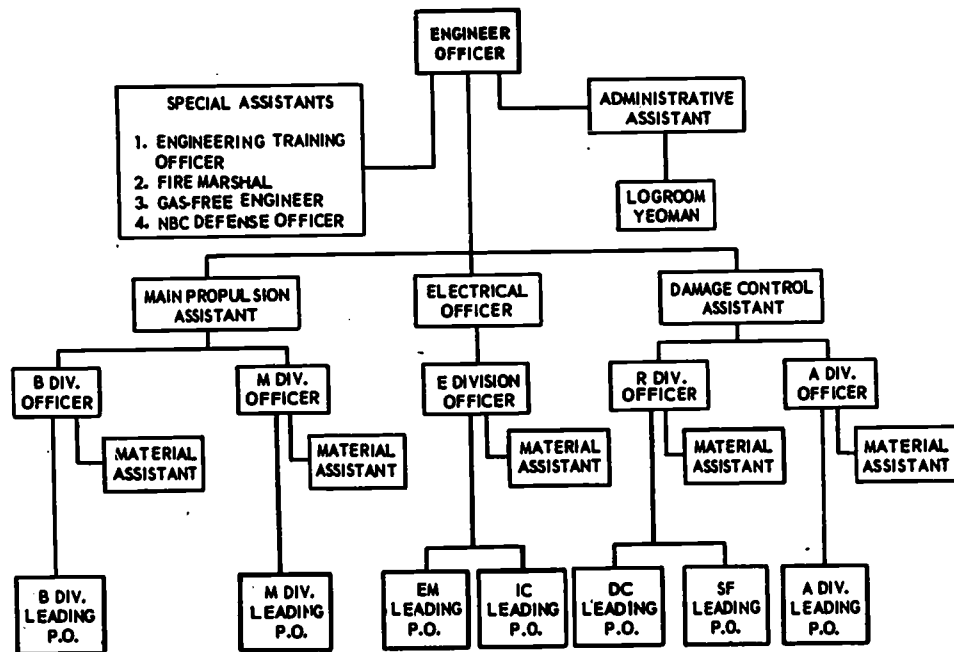 ENGINEER
OFFICER
SPECIAL ASSISTANTS
1. ENGINEERING TRAINING
OFFICER
2. FIRE MARSHAL
3. GAS-FREE ENGINEER
4. NBC DEFENSE OFFICER
ADMINISTRATIVE
ASSISTANT
LOGROOM
YEOMAN
MAIN PROPULSION
ASSISTANT
ELECTRICAL
OFFICER
DAMAGE CONTROL
ASSISTANT
B DIV.
OFFICER
M DIV.
OFFICER
E DIVISION
OFFICER
R DIV.
OFFICER
A DIV.
OFFICER
MATERIAL
ASSISTANT
MATERIAL
ASSISTANT
MATERIAL
ASSISTANT
MATERIAL
ASSISTANT
MATERIAL
ASSISTANT
B DIV.
LEADING
P.O.
M DIV.
LEADING
P.O.
EM
LEADING
P.O.
IC
LEADING
P.O.
DC
LEADING
P.O.
SF
LEADING
P.O.
A DIV.
LEADING
P.O.